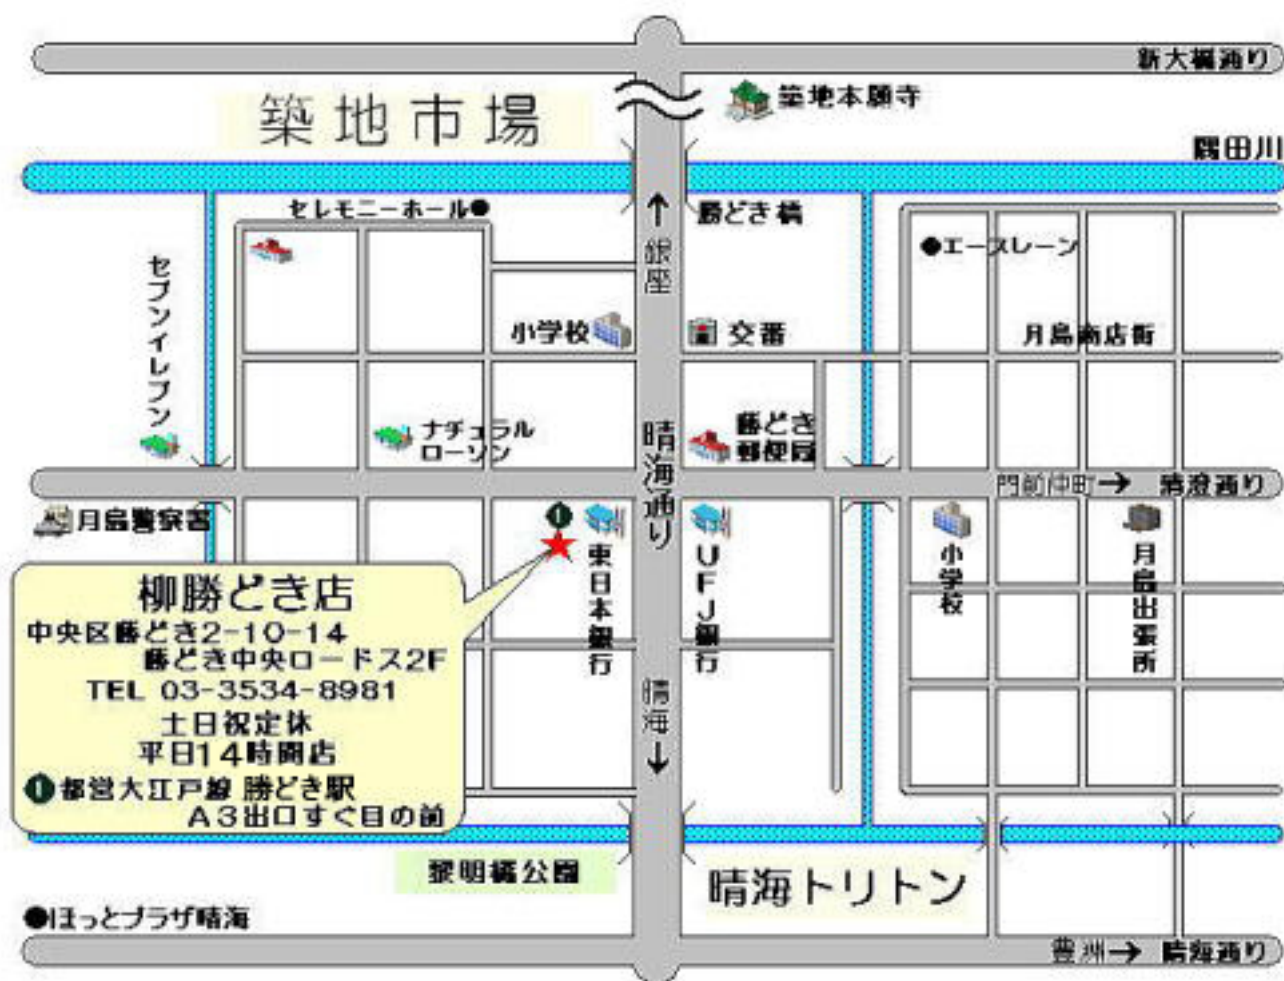 新大橋通り
築地市場
築地本願寺
隅田川
セレモニーホール
勝どき橋
↑
銀座
エースレーン
セブンイレブン
小学校
交番
月島商店街
ナチュラル
ローソン
晴海通り
勝どき
郵便局
門前仲町→ 清澄通り
月島警察署
東日本銀行
UFJ銀行
小学校
月島出張所
柳勝どき店
中央区勝どき2-10-14
勝どき中央ロードス2F
TEL 03-3534-8981
土日祝定休
平日14時開店
都営大江戸線 勝どき駅
A3出口すぐ目の前
晴海
↓
黎明橋公園
晴海トリトン
ほっとプラザ晴海
豊洲→ 晴海通り